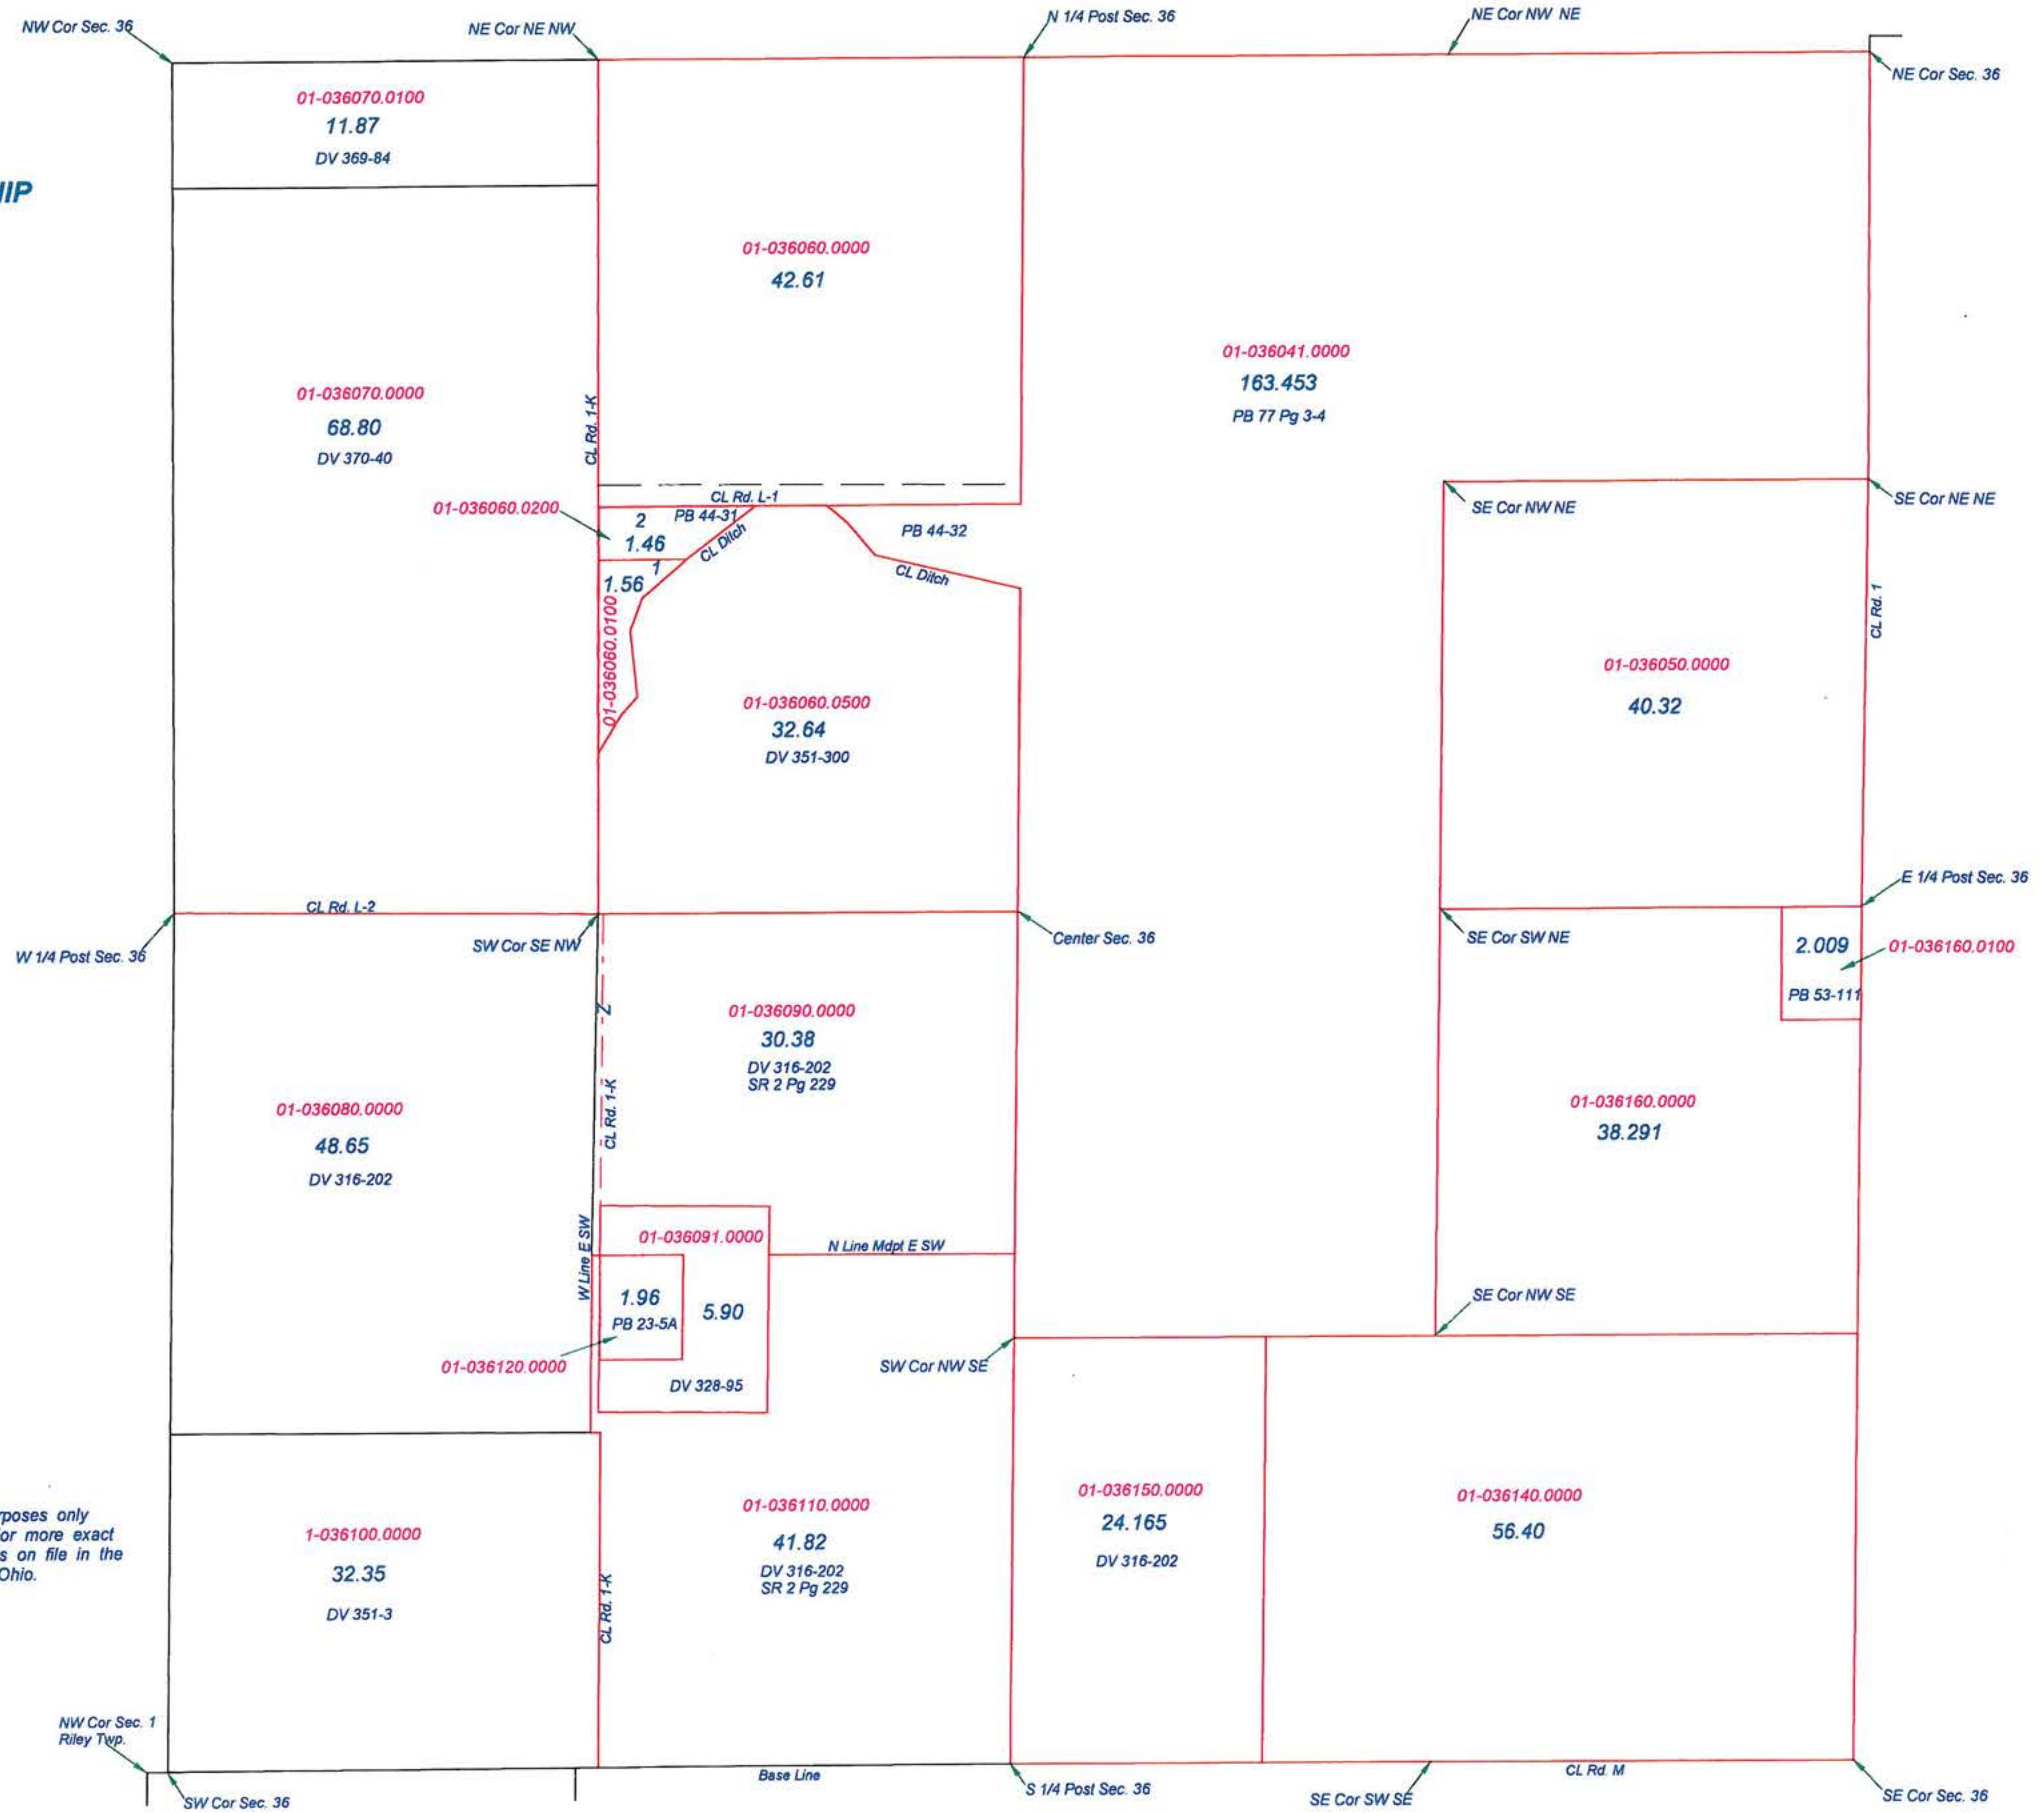 NW Cor Sec. 36
NE Cor NE NW
N 1/4 Post Sec. 36
NE Cor NW NE
NE Cor Sec. 36
01-036070.0100
11.87
DV 369-84
01-036060.0000
42.61
01-036041.0000
163.453
PB 77 Pg 3-4
01-036070.0000
68.80
DV 370-40
CL Rd. 1-K
CL Rd. L-1
01-036060.0200
2
PB 44-31
1.46
CL Ditch
PB 44-32
CL Ditch
1
1.56
01-036060.0100
SE Cor NW NE
SE Cor NE NE
CL Rd. 1
01-036060.0500
32.64
DV 351-300
01-036050.0000
40.32
CL Rd. L-2
W 1/4 Post Sec. 36
SW Cor SE NW
Center Sec. 36
SE Cor SW NE
E 1/4 Post Sec. 36
2.009
01-036160.0100
PB 53-111
Z
CL Rd. 1-K
01-036090.0000
30.38
DV 316-202
SR 2 Pg 229
01-036080.0000
48.65
DV 316-202
01-036160.0000
38.291
W Line E SW
01-036091.0000
N Line Mdpt E SW
1.96
PB 23-5A
5.90
01-036120.0000
DV 328-95
SW Cor NW SE
SE Cor NW SE
rposes only
or more exact
s on file in the
Ohio.
1-036100.0000
32.35
DV 351-3
CL Rd. 1-K
01-036110.0000
41.82
DV 316-202
SR 2 Pg 229
01-036150.0000
24.165
DV 316-202
01-036140.0000
56.40
NW Cor Sec. 1
Riley Twp.
SW Cor Sec. 36
Base Line
S 1/4 Post Sec. 36
SE Cor SW SE
CL Rd. M
SE Cor Sec. 36